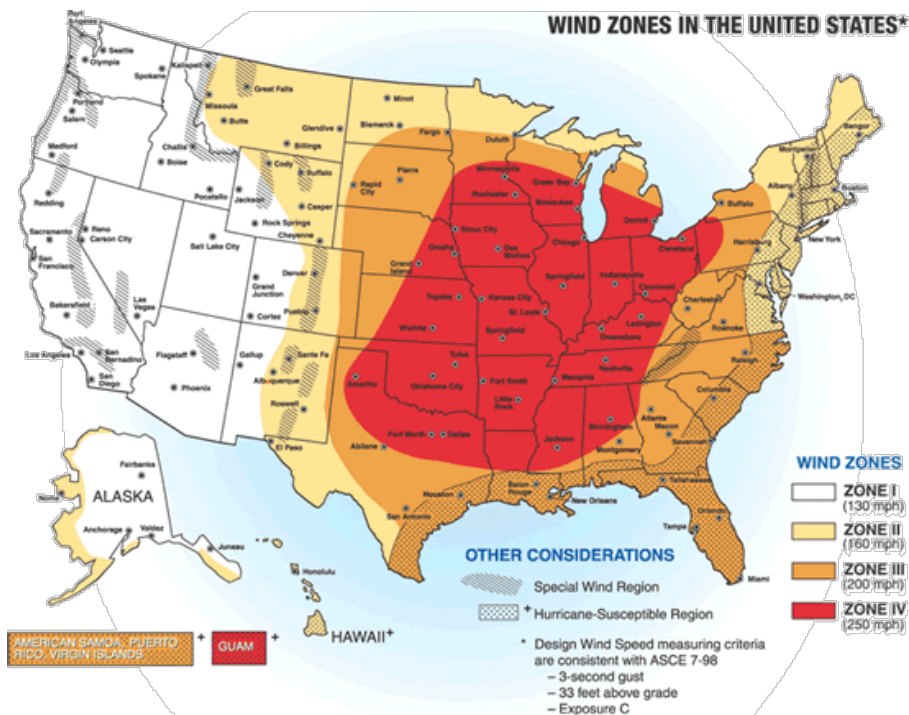 WIND ZONES IN THE UNITED STATES*
Port
Angeles
Seattle
Olympia
Spokane
Kalispell
Great Falls
Missoula
Butte
Glendive
Billings
Minot
Bismarck
Fargo
Duluth
Portland
Salem
Medford
Challis
Boise
Pocatello
Cody
Buffalo
Jackson
Casper
Rock Springs
Cheyenne
Rapid
City
Pierre
Minneapolis
Rochester
Green Bay
Milwaukee
Detroit
Buffalo
Albany
Montpelier
Bangor
Boston
New York
Harrisburg
Washington, DC
Redding
Reno
Carson City
Sacramento
San
Francisco
Salt Lake City
Grand
Junction
Denver
Pueblo
Cortez
Sioux City
Omaha
Des
Moines
Grand
Island
Chicago
Cleveland
Springfield
Indianapolis
Cincinnati
Charleston
Roanoke
Raleigh
Topeka
Kansas City
St. Louis
Lexington
Owensboro
Bakersfield
Las
Vegas
Los Angeles
San
Bernadino
San
Diego
Flagstaff
Phoenix
Gallup
Santa Fe
Albuquerque
Roswell
El Paso
Wichita
Springfield
Tulsa
Oklahoma City
Amarillo
Fort Smith
Little
Rock
Memphis
Nashville
Columbia
Atlanta
Macon
Savannah
Birmingham
Montgomery
Jackson
Fort Worth
Dallas
Abilene
Houston
San Antonio
Baton
Rouge
New Orleans
Tallahassee
Orlando
Tampa
Miami
Fairbanks
ALASKA
Nome
Anchorage
Valdez
Juneau
Honolulu
HAWAII+
AMERICAN SAMOA, PUERTO
RICO, VIRGIN ISLANDS
+
GUAM
+
WIND ZONES
ZONE I
(130 mph)
ZONE II
(160 mph)
ZONE III
(200 mph)
ZONE IV
(250 mph)
OTHER CONSIDERATIONS
Special Wind Region
+ Hurricane-Susceptible Region
* Design Wind Speed measuring criteria
are consistent with ASCE 7-98
– 3-second gust
– 33 feet above grade
– Exposure C